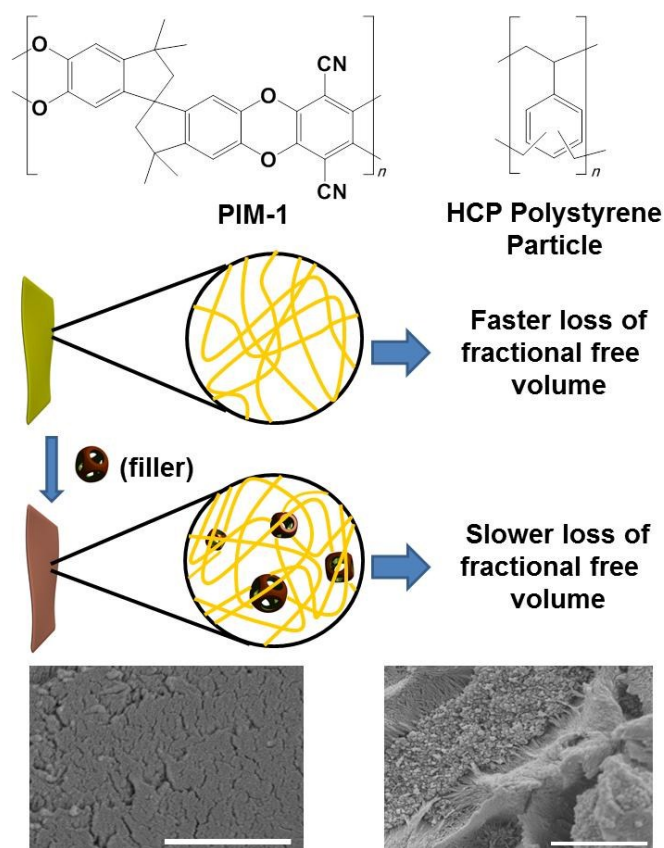 CN
O
O
O
O
CN
n
n
PIM-1
HCP Polystyrene
Particle
Faster loss of
fractional free
volume
(filler)
Slower loss of
fractional free
volume